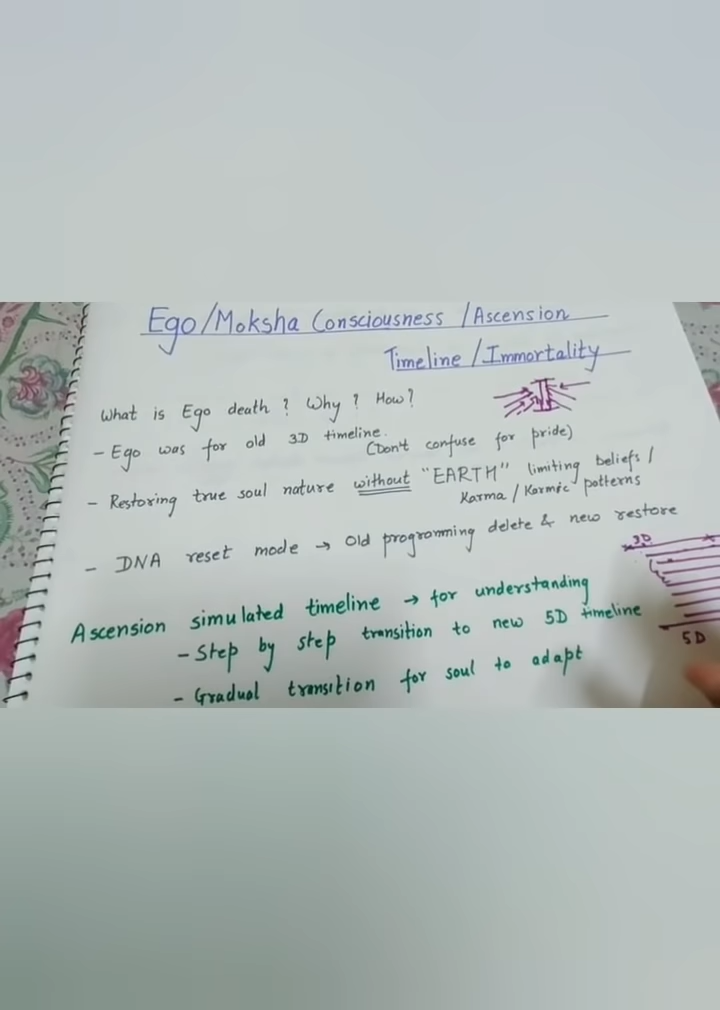 Ego/Moksha Consciousness /Ascension
Timeline /Immortality
What is Ego death? Why? How?
- Ego was for old 3D timeline.
(Don't confuse for pride)
- Restoring true soul nature without "EARTH" limiting beliefs /
Karma / Karmic patterns
- DNA reset mode → Old programming delete & new restore
3D
Ascension simulated timeline → for understanding
- Step by step transition to new 5D timeline
5D
- Gradual transition for soul to adapt